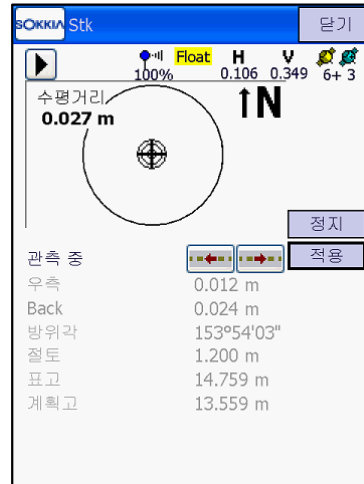 SOKKIA Stk 닫기
Float H V
100% 0.106 0.349 6+ 3
수평거리
0.027 m
N
정지
관측 중 적용
우측 0.012 m
Back 0.024 m
방위각 153°54'03"
절토 1.200 m
표고 14.759 m
계획고 13.559 m